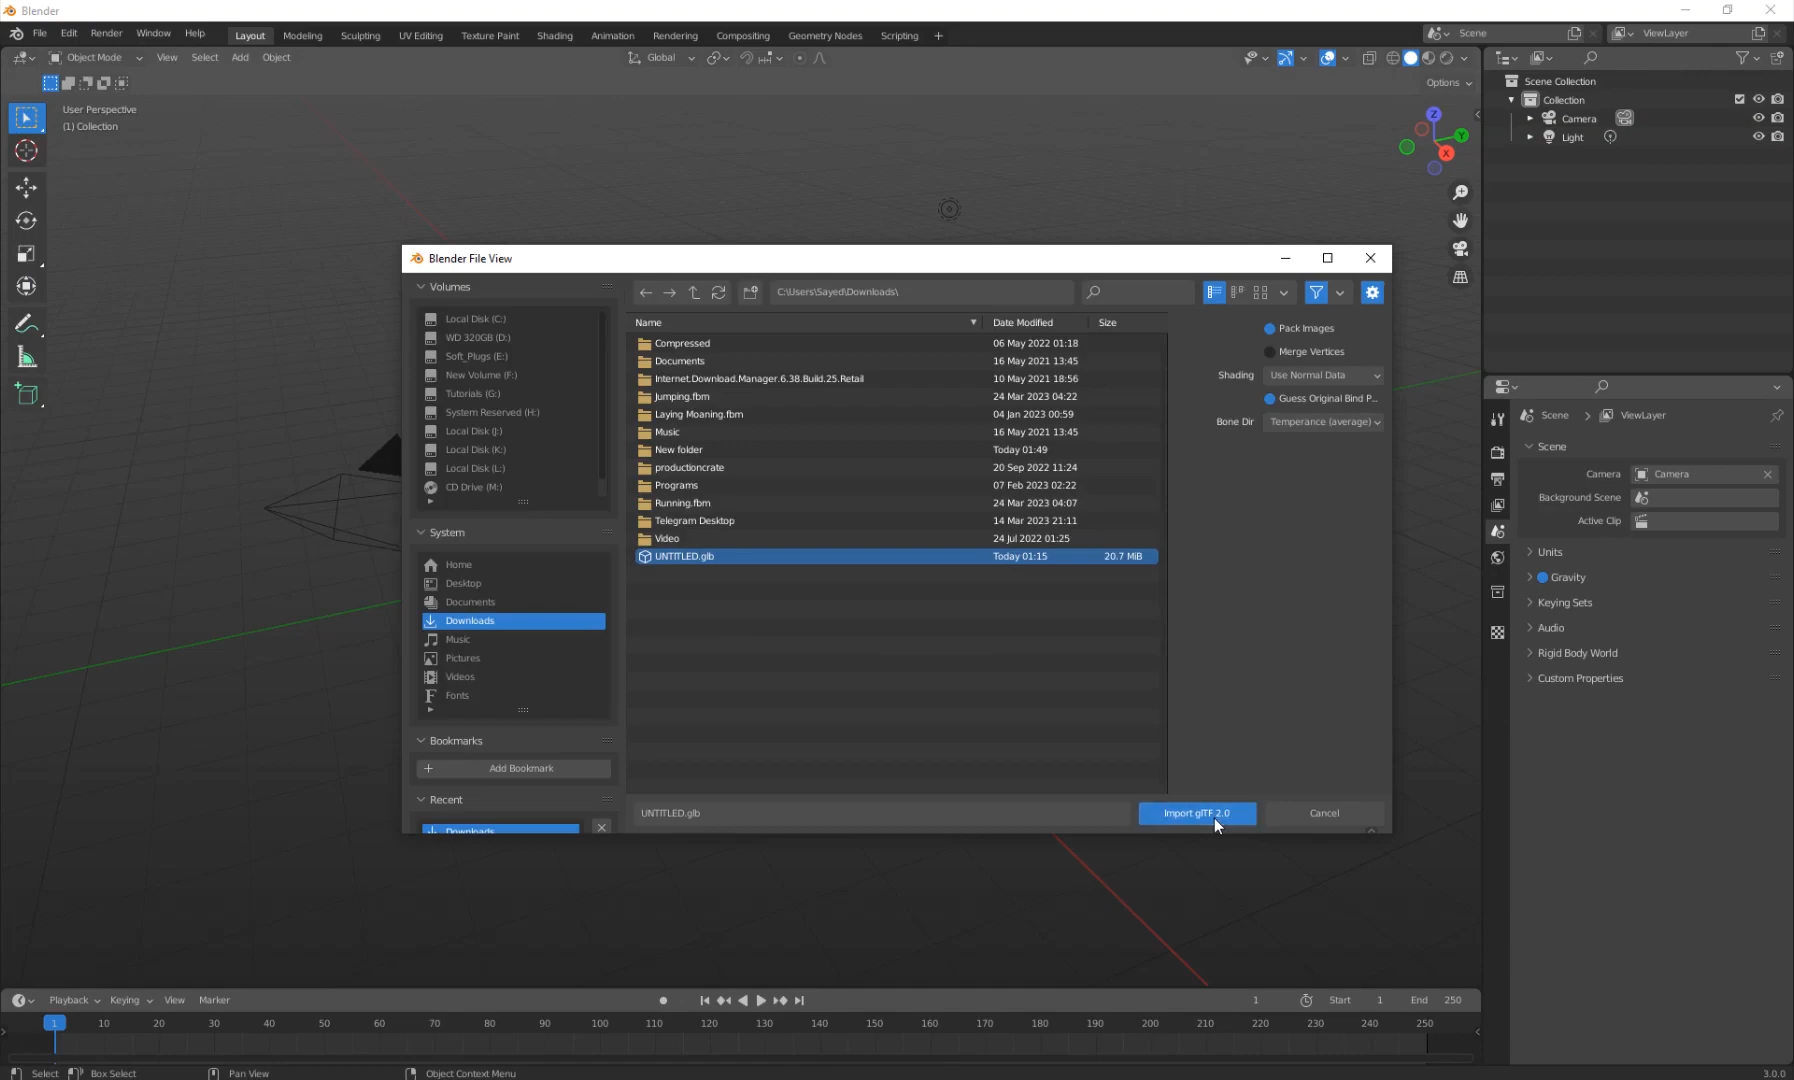 Blender
File Edit Render Window Help Layout Modeling Sculpting UV Editing Texture Paint Shading Animation Rendering Compositing Geometry Nodes Scripting + Scene ViewLayer
Object Mode View Select Add Object Global
Options
User Perspective
(1) Collection
Z
Y
X
Scene Collection
Collection
Camera
Light
Scene ViewLayer
Scene
Camera Camera
Background Scene
Active Clip
Units
Gravity
Keying Sets
Audio
Rigid Body World
Custom Properties
Blender File View
Volumes
Local Disk (C:)
WD 320GB (D:)
Soft_Plugs (E:)
New Volume (F:)
Tutorials (G:)
System Reserved (H:)
Local Disk (J:)
Local Disk (K:)
Local Disk (L:)
CD Drive (M:)
System
Home
Desktop
Documents
Downloads
Music
Pictures
Videos
Fonts
Bookmarks
Add Bookmark
Recent
Downloads
C:\Users\Sayed\Downloads\
Name Date Modified Size
Compressed 06 May 2022 01:18
Documents 16 May 2021 13:45
Internet.Download.Manager.6.38.Build.25.Retail 10 May 2021 18:56
Jumping.fbm 24 Mar 2023 04:22
Laying Moaning.fbm 04 Jan 2023 00:59
Music 16 May 2021 13:45
New folder Today 01:49
productioncrate 20 Sep 2022 11:24
Programs 07 Feb 2023 02:22
Running.fbm 24 Mar 2023 04:07
Telegram Desktop 14 Mar 2023 21:11
Video 24 Jul 2022 01:25
UNTITLED.glb Today 01:15 20.7 MiB
Pack Images
Merge Vertices
Shading Use Normal Data
Guess Original Bind P...
Bone Dir Temperance (average)
UNTITLED.glb Import glTF 2.0 Cancel
Playback Keying View Marker 1 Start 1 End 250
1 10 20 30 40 50 60 70 80 90 100 110 120 130 140 150 160 170 180 190 200 210 220 230 240 250
Select Box Select Pan View Object Context Menu 3.0.0